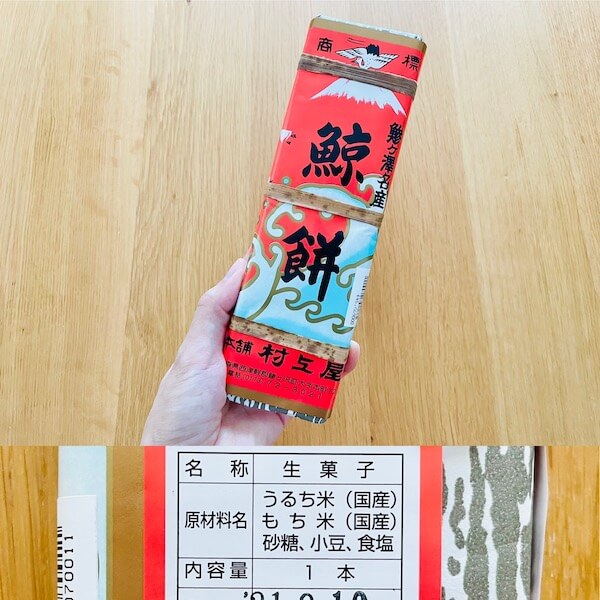 商標
鰺ヶ澤名産
鯨
餅
本舗 村上屋
名称 生菓子
原材料名 うるち米（国産）
もち米（国産）
砂糖、小豆、食塩
内容量 1本
070011